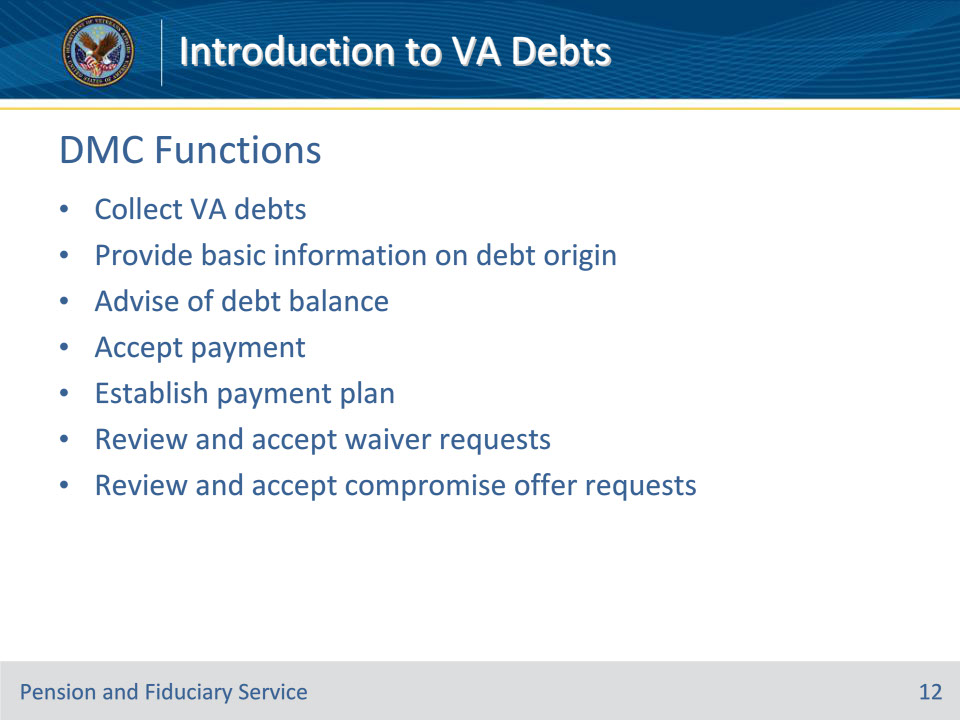 Introduction to VA Debts
DMC Functions
• Collect VA debts
• Provide basic information on debt origin
• Advise of debt balance
• Accept payment
• Establish payment plan
• Review and accept waiver requests
• Review and accept compromise offer requests
Pension and Fiduciary Service
12